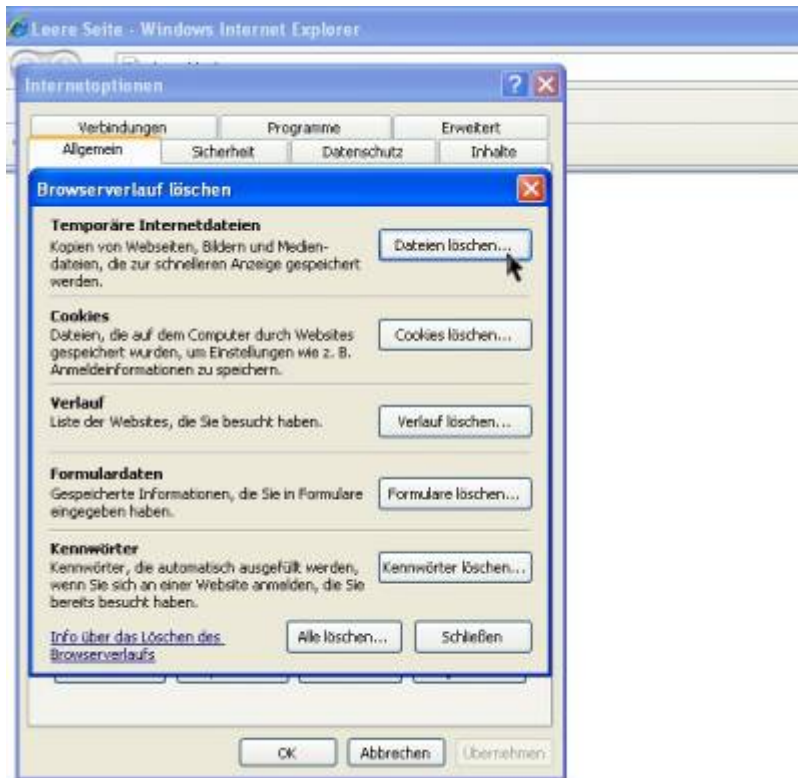 Leere Seite - Windows Internet Explorer
Internetoptionen
Verbindungen Programme Erweitert
Allgemein Sicherheit Datenschutz Inhalte
Browserverlauf löschen
Temporäre Internetdateien
Kopien von Webseiten, Bildern und Medien-
dateien, die zur schnelleren Anzeige gespeichert
werden.
Dateien löschen...
Cookies
Dateien, die auf dem Computer durch Websites
gespeichert wurden, um Einstellungen wie z. B.
Anmeldeinformationen zu speichern.
Cookies löschen...
Verlauf
Liste der Websites, die Sie besucht haben.
Verlauf löschen...
Formulardaten
Gespeicherte Informationen, die Sie in Formulare
eingegeben haben.
Formulare löschen...
Kennwörter
Kennwörter, die automatisch ausgefüllt werden,
wenn Sie sich an einer Website anmelden, die Sie
bereits besucht haben.
Kennwörter löschen...
Info über das Löschen des
Browserverlaufs
Alle löschen... Schließen
OK Abbrechen Übernehmen